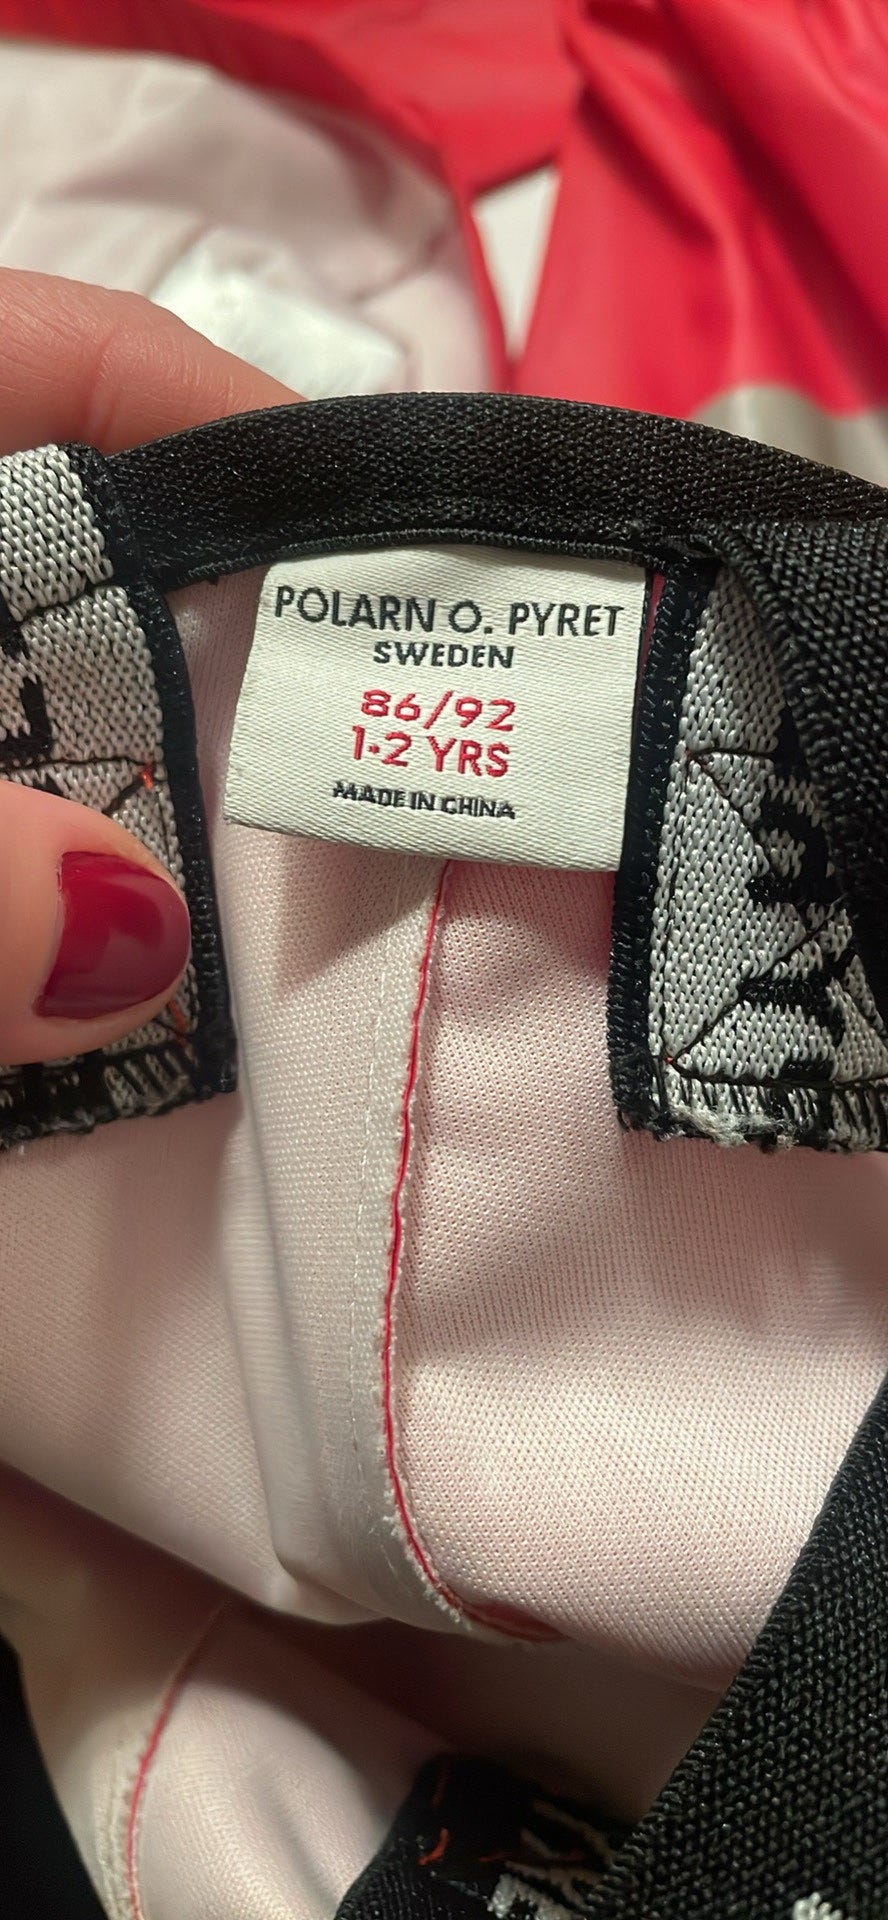 POLARN O. PYRET
SWEDEN
86/92
1-2 YRS
MADE IN CHINA